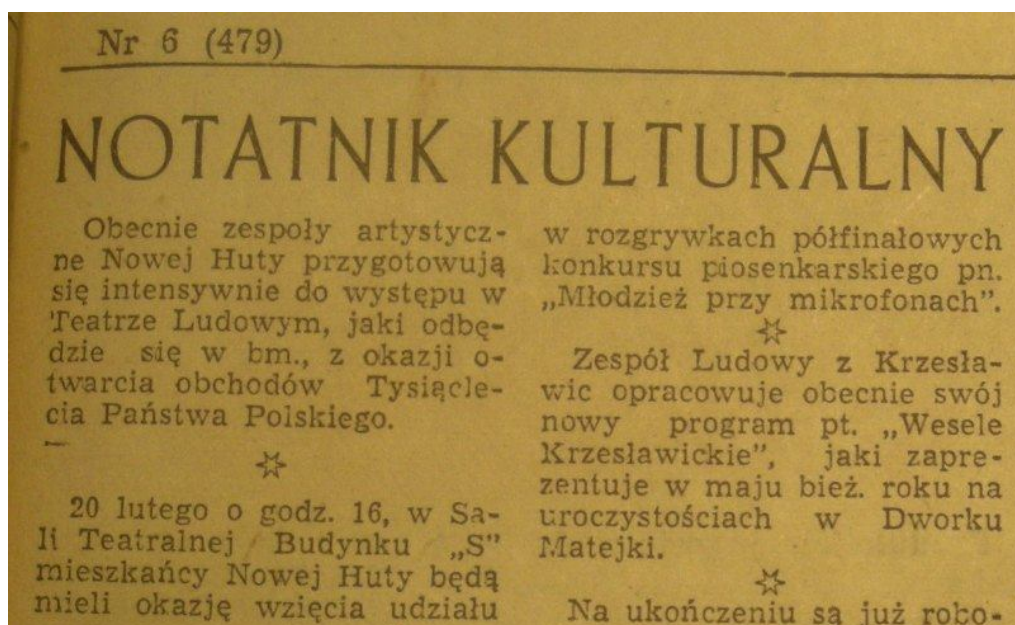 Nr 6 (479)
NOTATNIK KULTURALNY
Obecnie zespoły artystycz-
ne Nowej Huty przygotowują
się intensywnie do występu w
Teatrze Ludowym, jaki odbę-
dzie się w bm., z okazji o-
twarcia obchodów Tysiącle-
cia Państwa Polskiego.
20 lutego o godz. 16, w Sa-
li Teatralnej Budynku „S”
mieszkańcy Nowej Huty będą
mieli okazję wzięcia udziału
w rozgrywkach półfinałowych
konkursu piosenkarskiego pn.
„Młodzież przy mikrofonach”.
Zespół Ludowy z Krzesła-
wic opracowuje obecnie swój
nowy program pt. „Wesele
Krzesławickie”, jaki zapre-
zentuje w maju bież. roku na
uroczystościach w Dworku
Matejki.
Na ukończeniu są już robo-